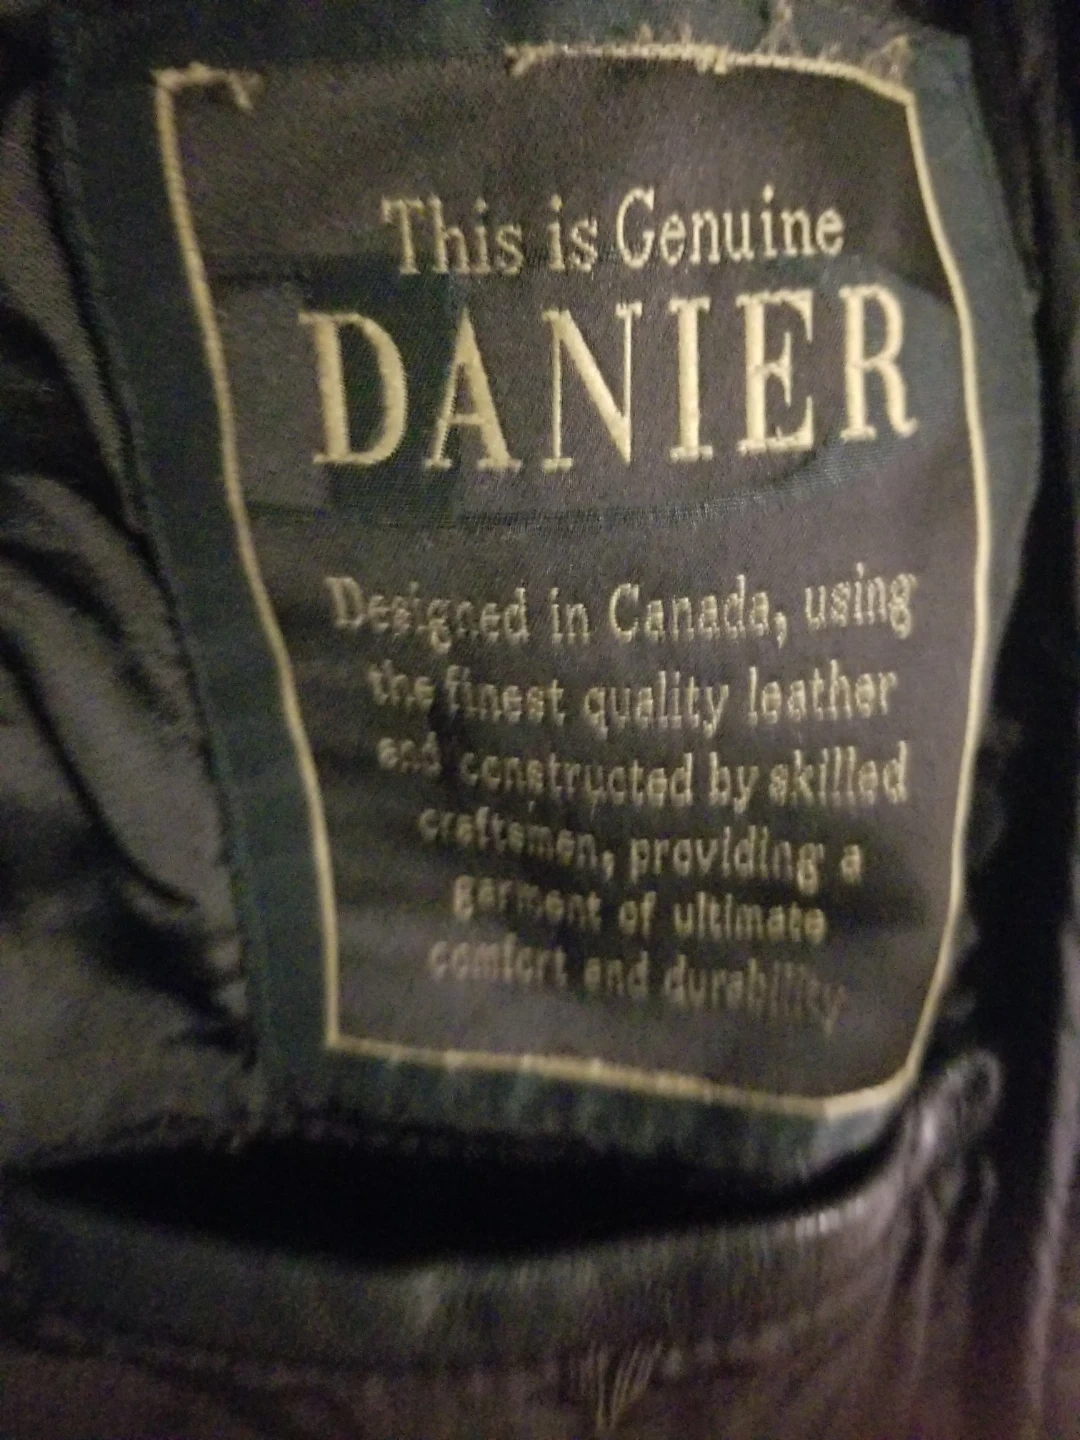 This is Genuine
DANIER
Designed in Canada, using
the finest quality leather
and constructed by skilled
craftsmen, providing a
garment of ultimate
comfort and durability